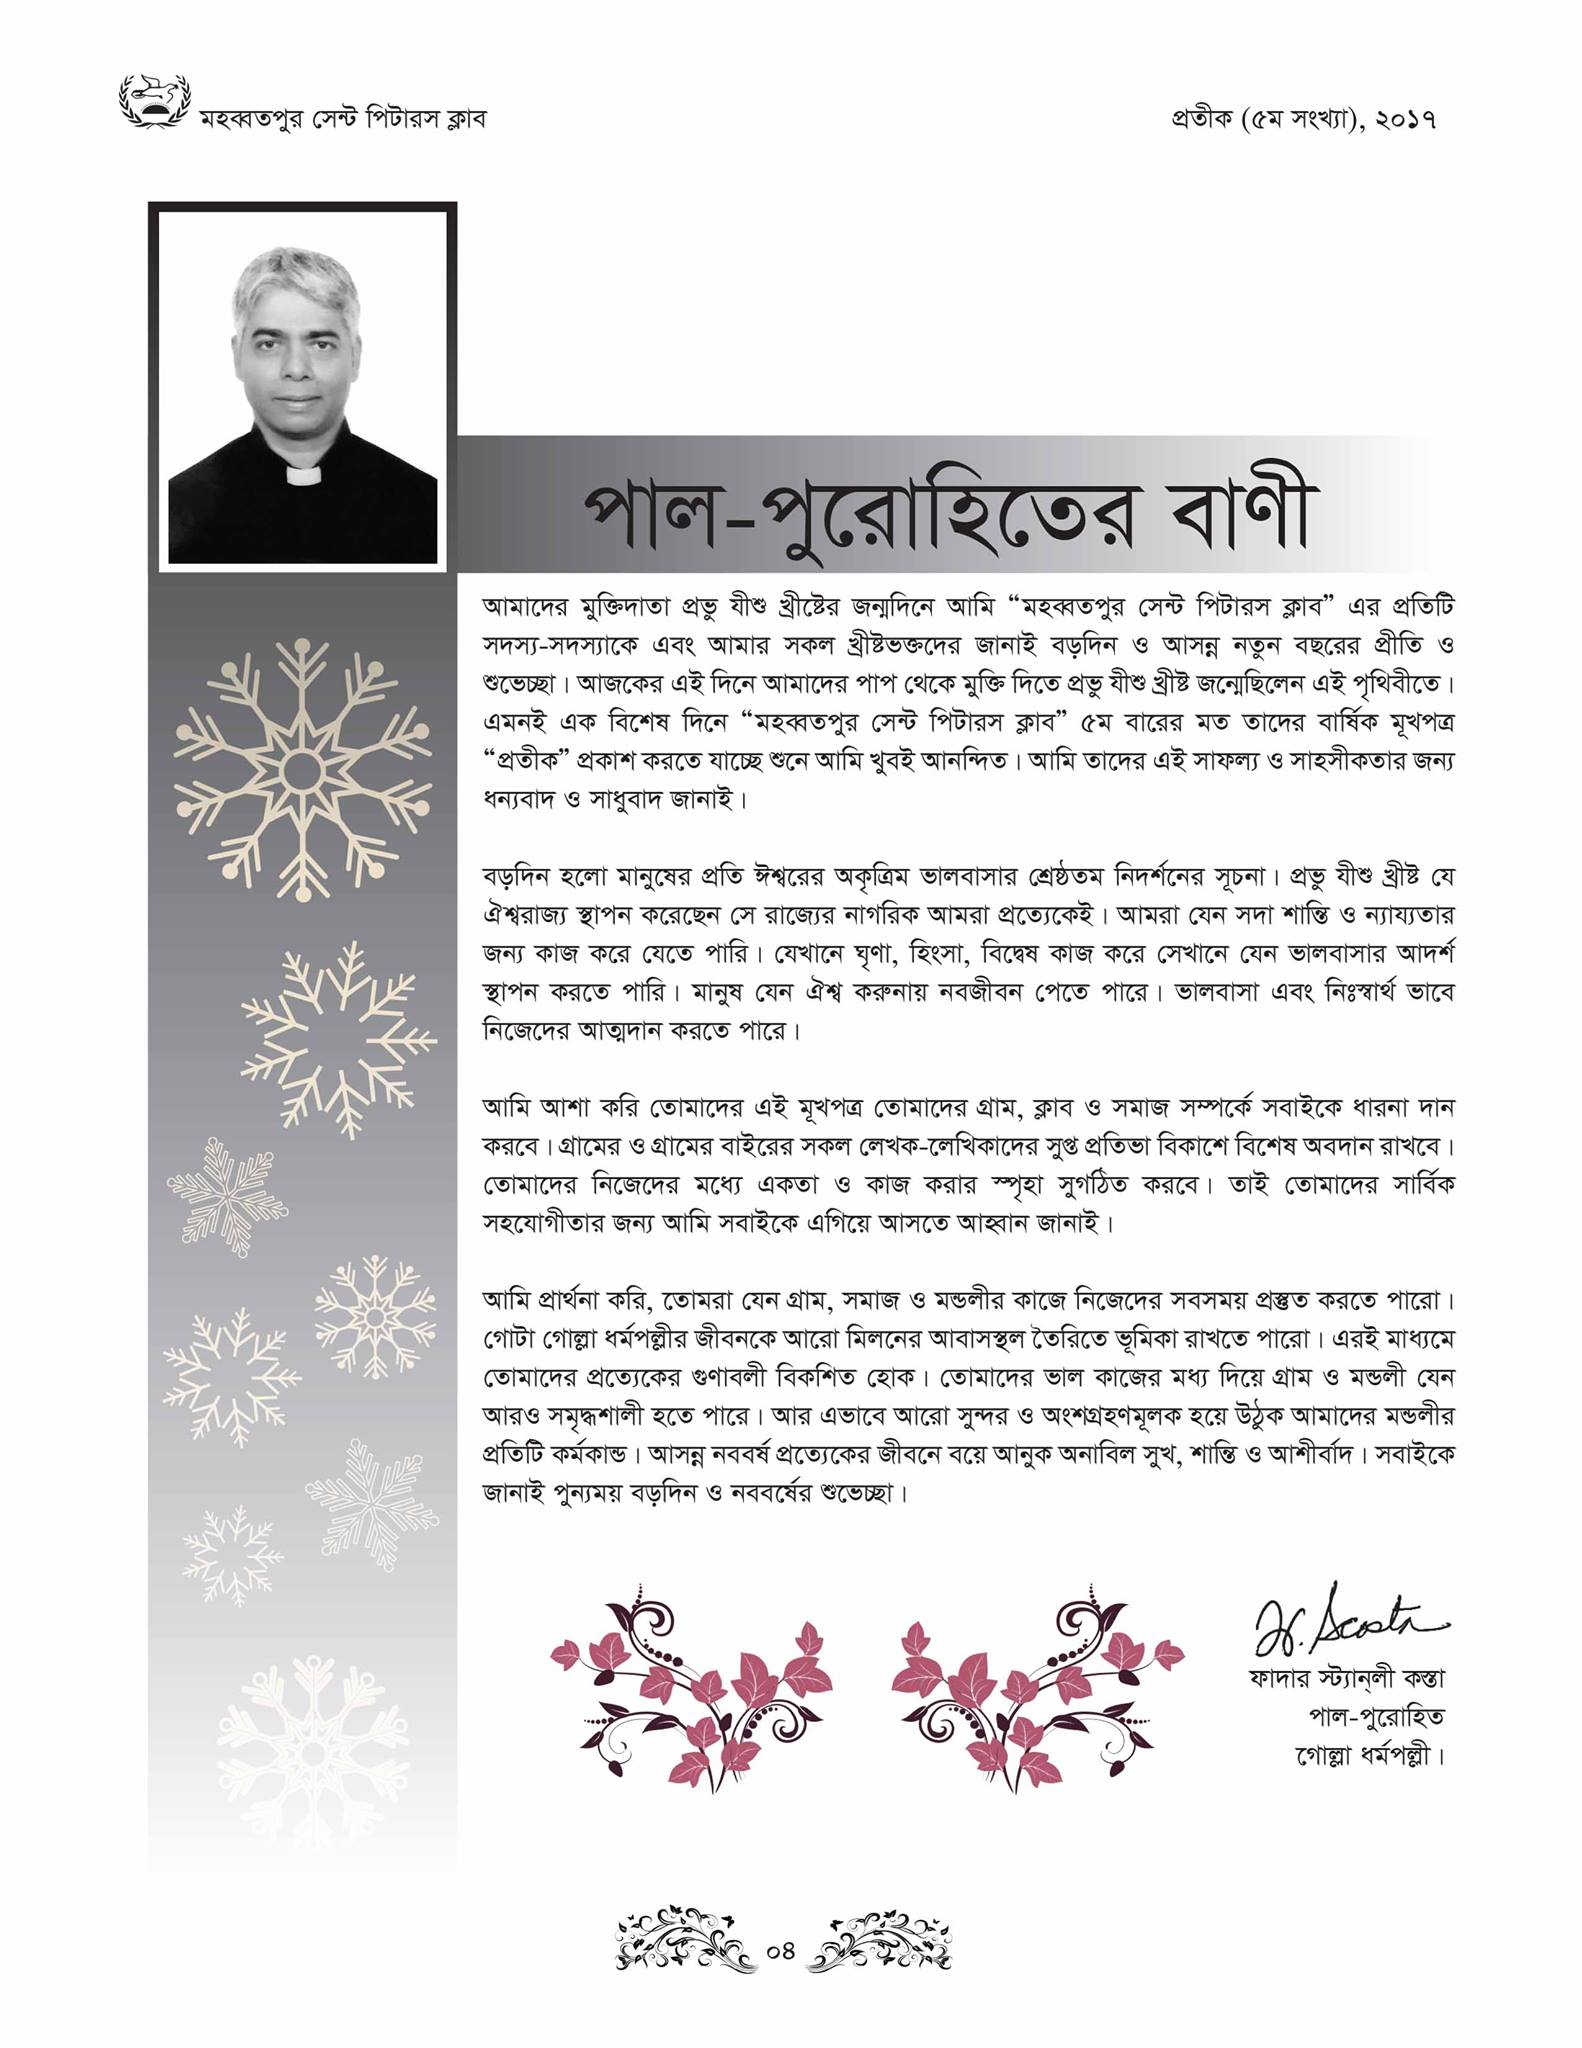 মহব্বতপুর সেন্ট পিটারস ক্লাব
প্রতীক (৫ম সংখ্যা), ২০১৭
পাল-পুরোহিতের বাণী
আমাদের মুক্তিদাতা প্রভু যীশু খ্রীষ্টের জন্মদিনে আমি “মহব্বতপুর সেন্ট পিটারস ক্লাব” এর প্রতিটি
সদস্য-সদস্যাকে এবং আমার সকল খ্রীষ্টভক্তদের জানাই বড়দিন ও আসন্ন নতুন বছরের প্রীতি ও
শুভেচ্ছা। আজকের এই দিনে আমাদের পাপ থেকে মুক্তি দিতে প্রভু যীশু খ্রীষ্ট জন্মেছিলেন এই পৃথিবীতে।
এমনই এক বিশেষ দিনে “মহব্বতপুর সেন্ট পিটারস ক্লাব” ৫ম বারের মত তাদের বার্ষিক মূখপত্র
“প্রতীক” প্রকাশ করতে যাচ্ছে শুনে আমি খুবই আনন্দিত। আমি তাদের এই সাফল্য ও সাহসীকতার জন্য
ধন্যবাদ ও সাধুবাদ জানাই।
বড়দিন হলো মানুষের প্রতি ঈশ্বরের অকৃত্রিম ভালবাসার শ্রেষ্ঠতম নিদর্শনের সূচনা। প্রভু যীশু খ্রীষ্ট যে
ঐশ্বরাজ্য স্থাপন করেছেন সে রাজ্যের নাগরিক আমরা প্রত্যেকেই। আমরা যেন সদা শান্তি ও ন্যায্যতার
জন্য কাজ করে যেতে পারি। যেখানে ঘৃণা, হিংসা, বিদ্বেষ কাজ করে সেখানে যেন ভালবাসার আদর্শ
স্থাপন করতে পারি। মানুষ যেন ঐশ্ব করুনায় নবজীবন পেতে পারে। ভালবাসা এবং নিঃস্বার্থ ভাবে
নিজেদের আত্মদান করতে পারে।
আমি আশা করি তোমাদের এই মূখপত্র তোমাদের গ্রাম, ক্লাব ও সমাজ সম্পর্কে সবাইকে ধারনা দান
করবে। গ্রামের ও গ্রামের বাইরের সকল লেখক-লেখিকাদের সুপ্ত প্রতিভা বিকাশে বিশেষ অবদান রাখবে।
তোমাদের নিজেদের মধ্যে একতা ও কাজ করার স্পৃহা সুগঠিত করবে। তাই তোমাদের সার্বিক
সহযোগীতার জন্য আমি সবাইকে এগিয়ে আসতে আহ্বান জানাই।
আমি প্রার্থনা করি, তোমরা যেন গ্রাম, সমাজ ও মন্ডলীর কাজে নিজেদের সবসময় প্রস্তুত করতে পারো।
গোটা গোল্লা ধর্মপল্লীর জীবনকে আরো মিলনের আবাসস্থল তৈরিতে ভূমিকা রাখতে পারো। এরই মাধ্যমে
তোমাদের প্রত্যেকের গুণাবলী বিকশিত হোক। তোমাদের ভাল কাজের মধ্য দিয়ে গ্রাম ও মন্ডলী যেন
আরও সমৃদ্ধশালী হতে পারে। আর এভাবে আরো সুন্দর ও অংশগ্রহণমূলক হয়ে উঠুক আমাদের মন্ডলীর
প্রতিটি কর্মকান্ড। আসন্ন নববর্ষ প্রত্যেকের জীবনে বয়ে আনুক অনাবিল সুখ, শান্তি ও আশীর্বাদ। সবাইকে
জানাই পুন্যময় বড়দিন ও নববর্ষের শুভেচ্ছা।
ফাদার স্ট্যান্‌লী কস্তা
পাল-পুরোহিত
গোল্লা ধর্মপল্লী।
০৪